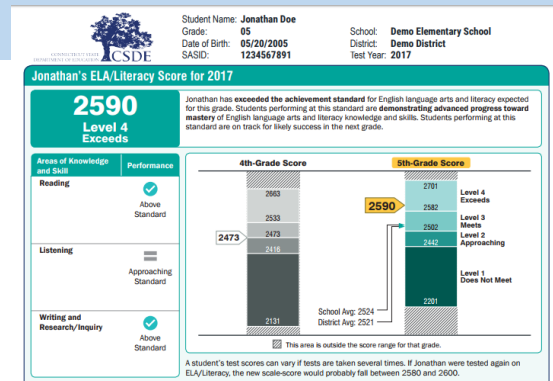 CONNECTICUT STATE
DEPARTMENT OF EDUCATION
CSDE
Student Name: Jonathan Doe
Grade: 05
Date of Birth: 05/20/2005
SASID: 1234567891
School: Demo Elementary School
District: Demo District
Test Year: 2017
Jonathan's ELA/Literacy Score for 2017
2590
Level 4
Exceeds
Jonathan has exceeded the achievement standard for English language arts and literacy expected
for this grade. Students performing at this standard are demonstrating advanced progress toward
mastery of English language arts and literacy knowledge and skills. Students performing at this
standard are on track for likely success in the next grade.
Areas of Knowledge
and Skill
Performance
Reading
Above
Standard
Listening
Approaching
Standard
Writing and
Research/Inquiry
Above
Standard
4th-Grade Score
5th-Grade Score
2663
2533
2473
2473
2416
2131
2701
2590
2582
2502
2442
2201
Level 4
Exceeds
Level 3
Meets
Level 2
Approaching
Level 1
Does Not Meet
School Avg: 2524
District Avg: 2521
This area is outside the score range for that grade.
A student's test scores can vary if tests are taken several times. If Jonathan were tested again on
ELA/Literacy, the new scale-score would probably fall between 2580 and 2600.